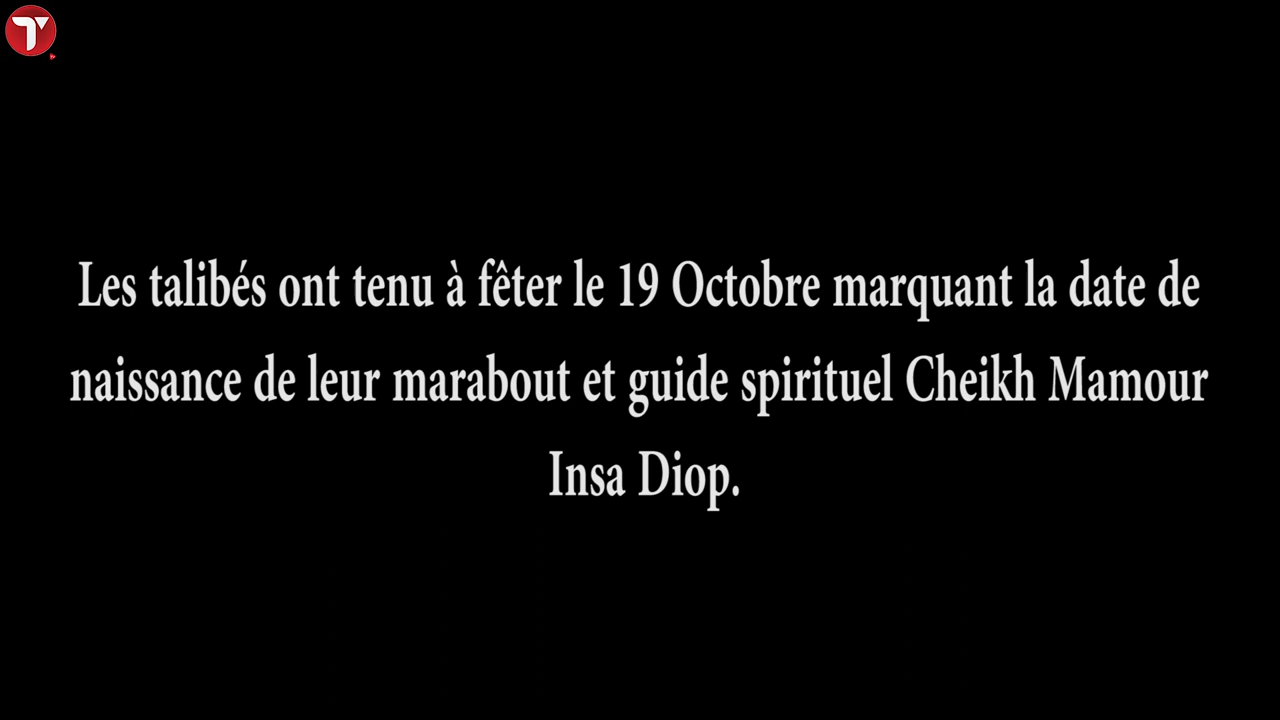 Les talibés ont tenu à fêter le 19 Octobre marquant la date de
naissance de leur marabout et guide spirituel Cheikh Mamour
Insa Diop.